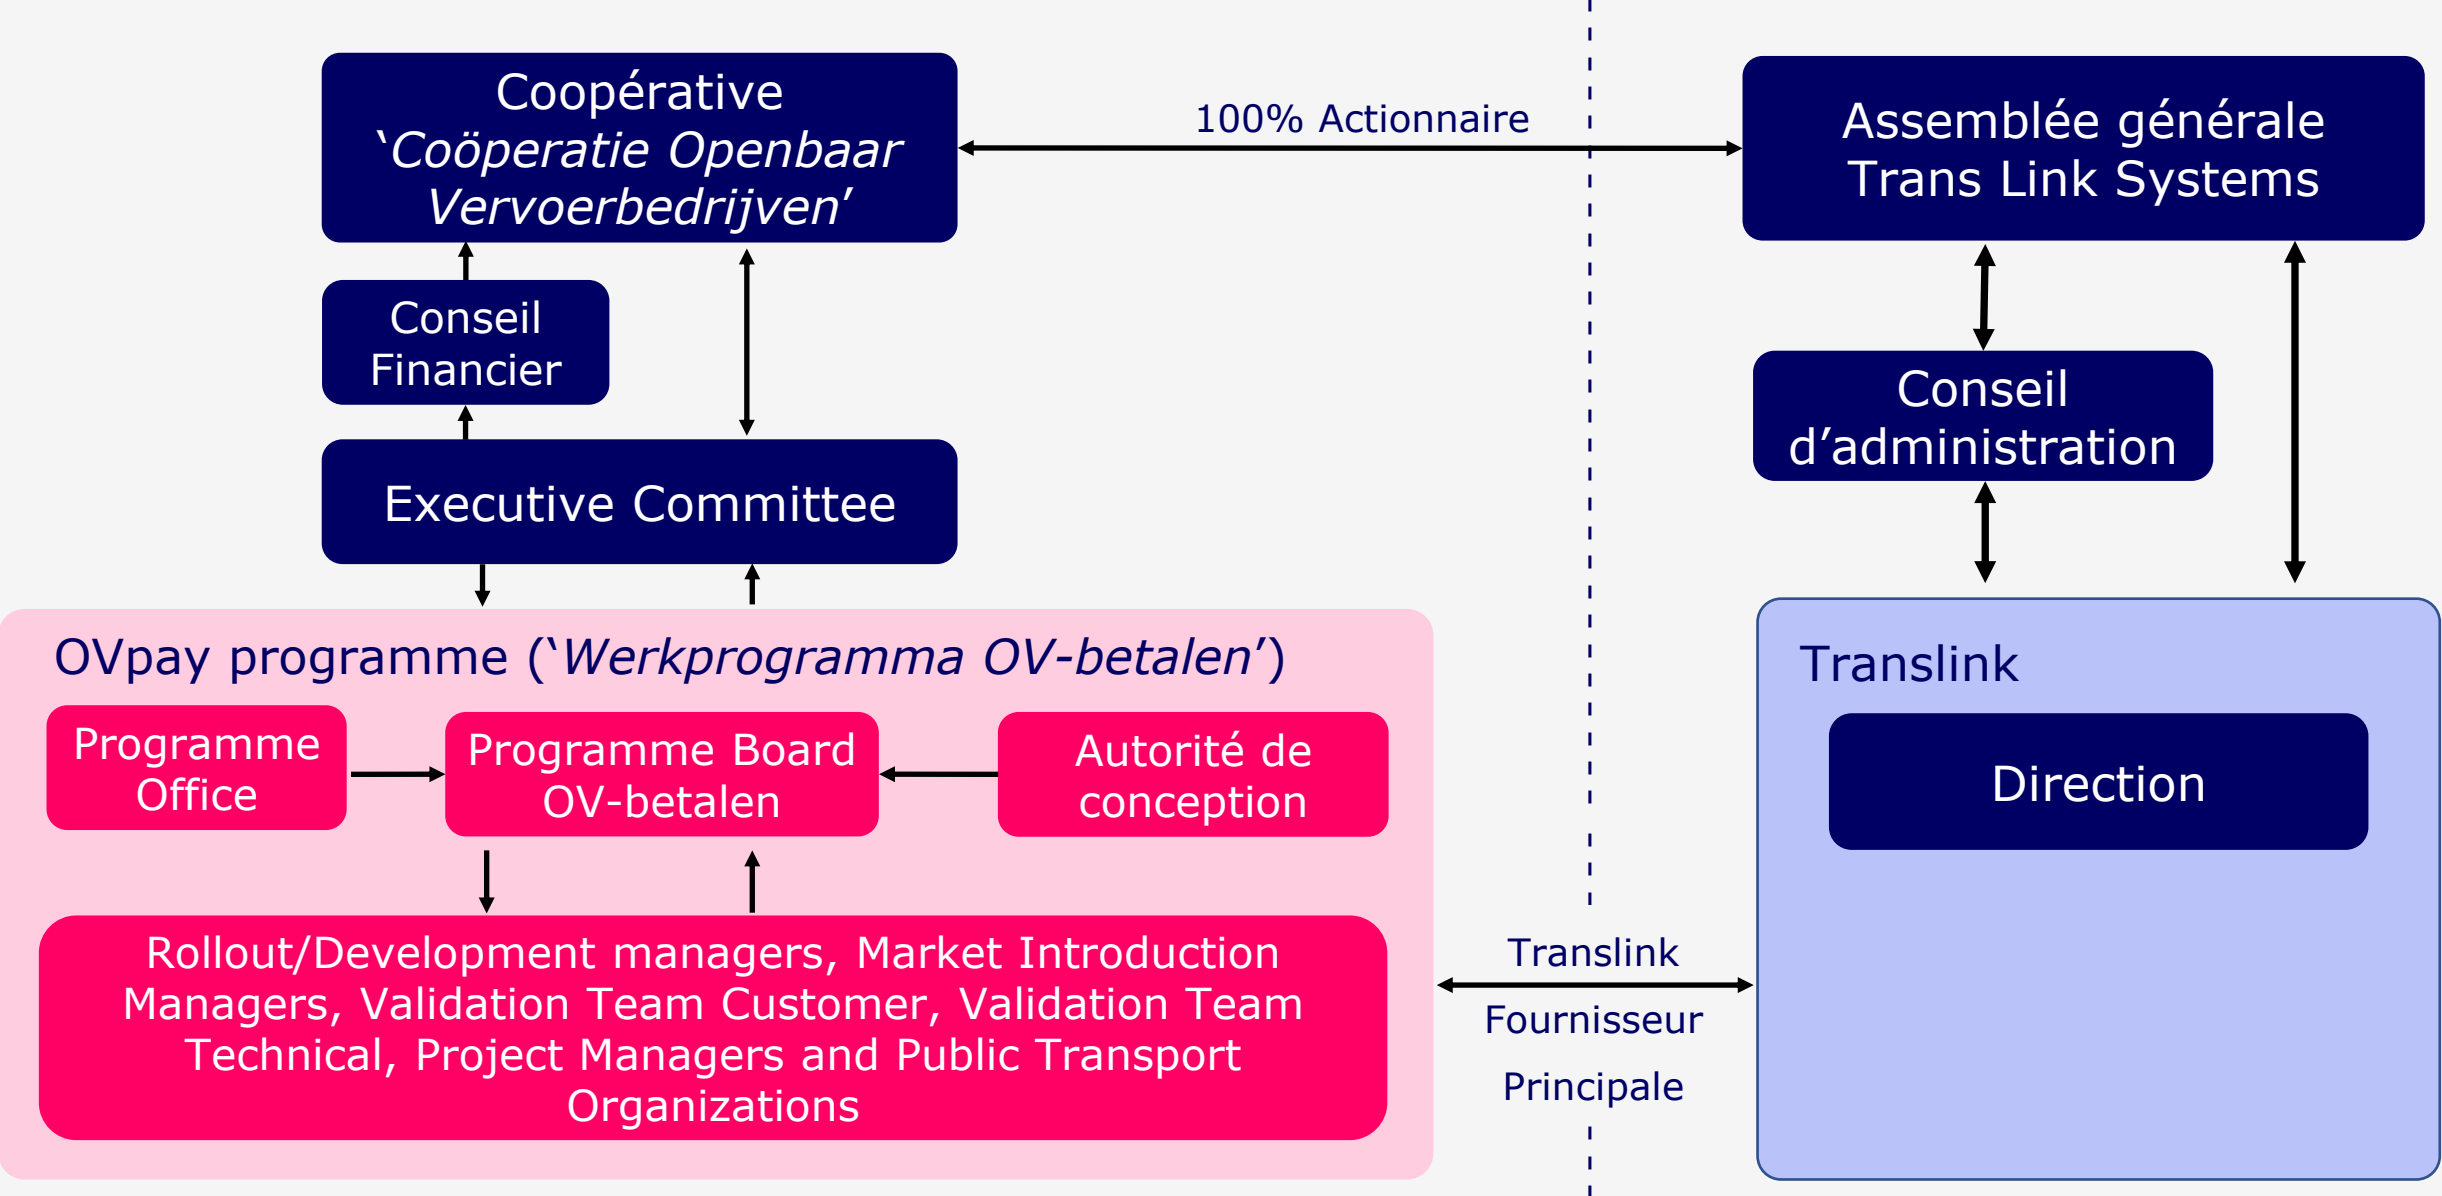 Coopérative
‘Coöperatie Openbaar
Vervoerbedrijven’
100% Actionnaire
Assemblée générale
Trans Link Systems
Conseil
Financier
Conseil
d’administration
Executive Committee
OVpay programme (‘Werkprogramma OV-betalen’)
Programme
Office
Programme Board
OV-betalen
Autorité de
conception
Rollout/Development managers, Market Introduction
Managers, Validation Team Customer, Validation Team
Technical, Project Managers and Public Transport
Organizations
Translink
Fournisseur
Principale
Translink
Direction